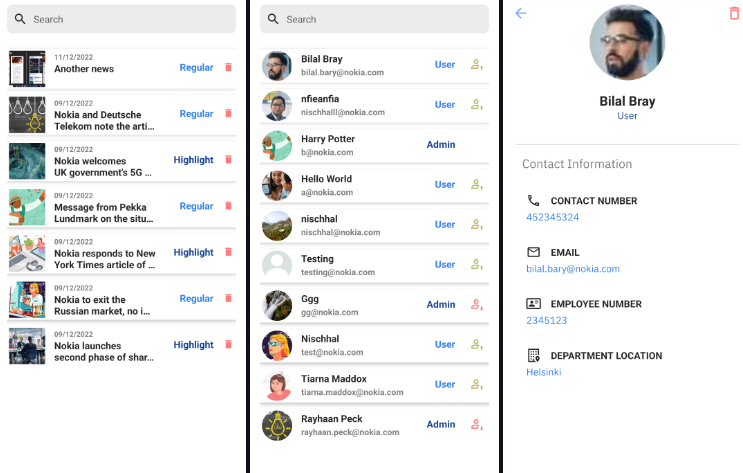 Search
11/12/2022
Another news
Regular
09/12/2022
Nokia and Deutsche
Telekom note the arti...
Regular
09/12/2022
Nokia welcomes
UK government's 5G ...
Highlight
09/12/2022
Message from Pekka
Lundmark on the situ...
Regular
09/12/2022
Nokia responds to New
York Times article of ...
Highlight
09/12/2022
Nokia to exit the
Russian market, no i...
Regular
09/12/2022
Nokia launches
second phase of shar...
Highlight
Search
Bilal Bray
bilal.bary@nokia.com
User
nfieanfia
nischhalll@nokia.com
User
Harry Potter
b@nokia.com
Admin
Hello World
a@nokia.com
User
nischhal
nischhal@nokia.com
User
Testing
testing@nokia.com
User
Ggg
gg@nokia.com
Admin
Nischhal
test@nokia.com
User
Tiarna Maddox
tiarna.maddox@nokia.com
User
Rayhaan Peck
rayhaan.peck@nokia.com
Admin
Bilal Bray
User
Contact Information
CONTACT NUMBER
452345324
EMAIL
bilal.bary@nokia.com
EMPLOYEE NUMBER
2345123
DEPARTMENT LOCATION
Helsinki